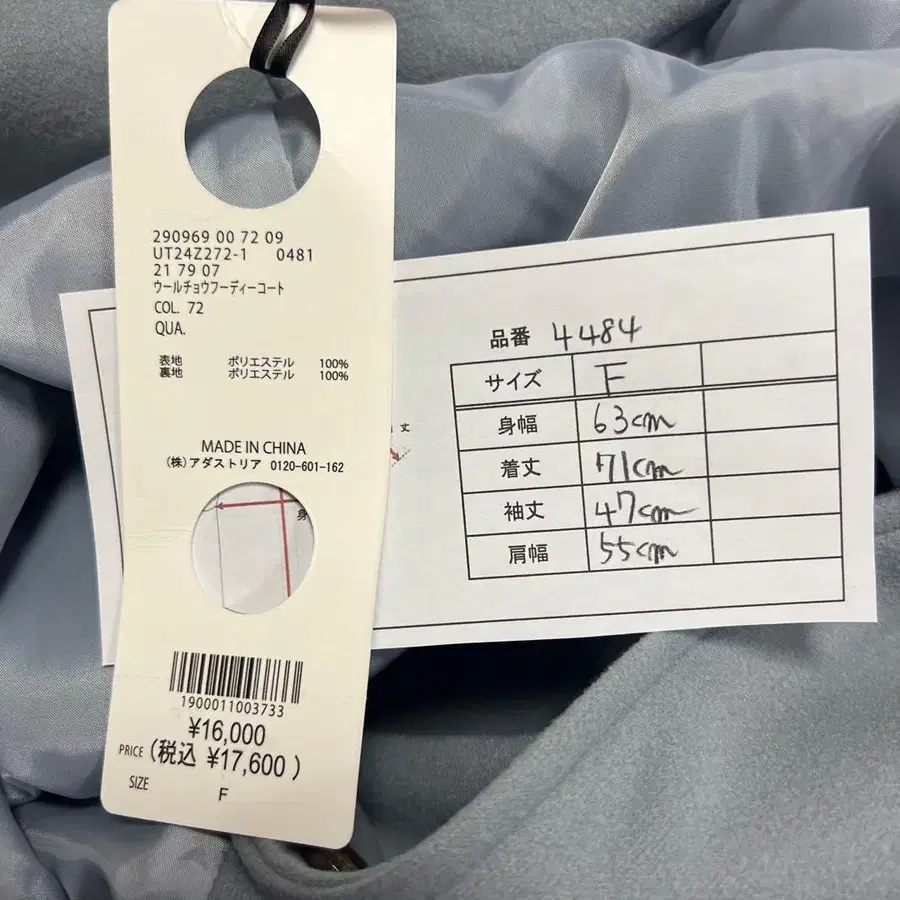 290969 00 72 09
UT24Z272-1 0481
21 79 07
ウールチョウフーディーコート
COL. 72
QUA.
表地 ポリエステル 100%
裏地 ポリエステル 100%
MADE IN CHINA
(株)アダストリア 0120-601-162
身
1900011003733
¥16,000
PRICE (税込 ¥17,600)
SIZE
F
丈
品番 4484
サイズ F
身幅 63cm
着丈 71cm
袖丈 47cm
肩幅 55cm